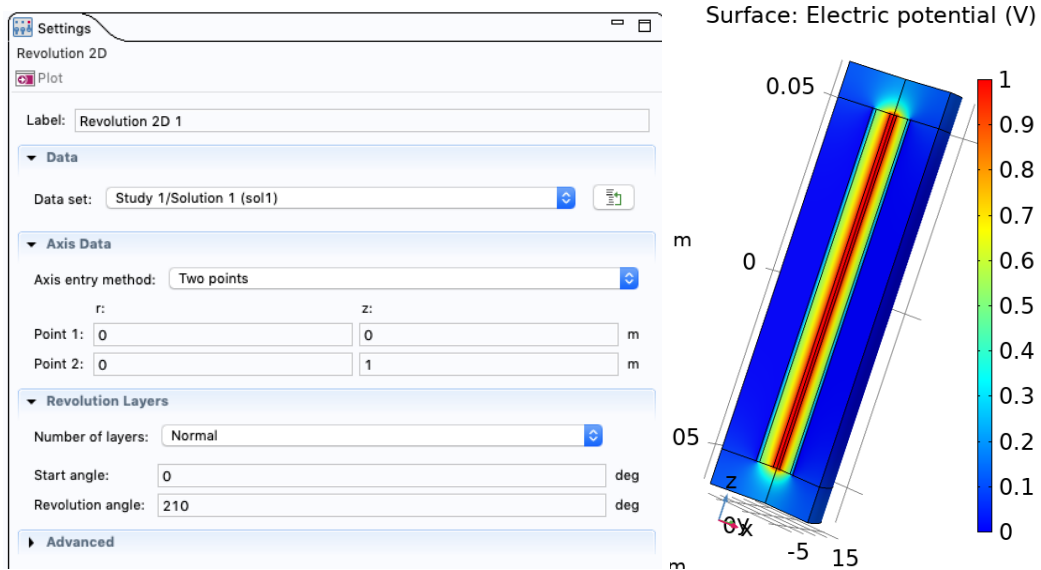 Settings
Revolution 2D
Plot
Label: Revolution 2D 1
Data
Data set: Study 1/Solution 1 (sol1)
Axis Data
Axis entry method: Two points
r: z:
Point 1: 0 0 m
Point 2: 0 1 m
Revolution Layers
Number of layers: Normal
Start angle: 0 deg
Revolution angle: 210 deg
Advanced
Surface: Electric potential (V)
0.05
m
0
05
z
0 y x
-5 15
m
1
0.9
0.8
0.7
0.6
0.5
0.4
0.3
0.2
0.1
0